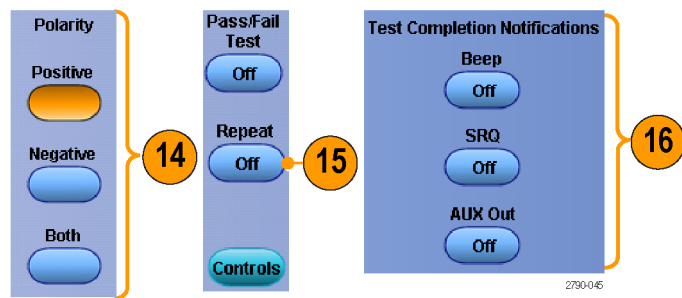 Polarity
Positive
Negative
Both
14
Pass/Fail
Test
Off
Repeat
Off
Controls
15
Test Completion Notifications
Beep
Off
SRQ
Off
AUX Out
Off
16
2790-045